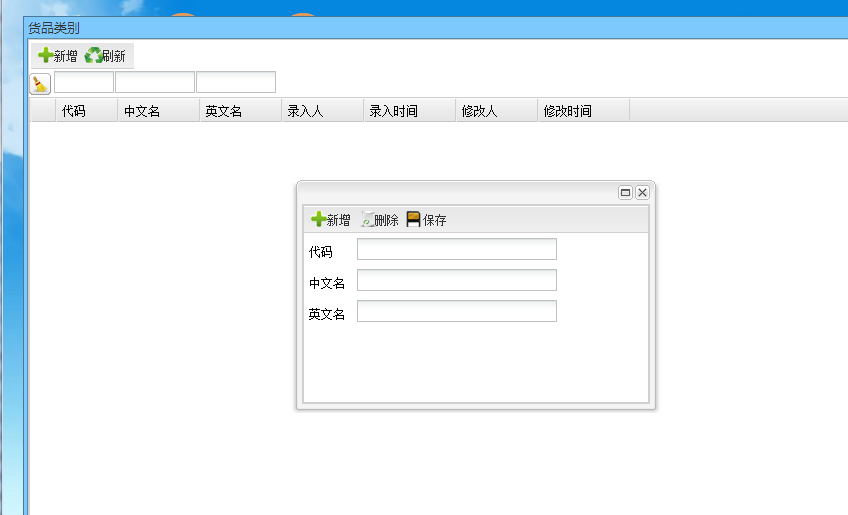 货品类别
新增 刷新
代码 中文名 英文名 录入人 录入时间 修改人 修改时间
新增 删除 保存
代码
中文名
英文名